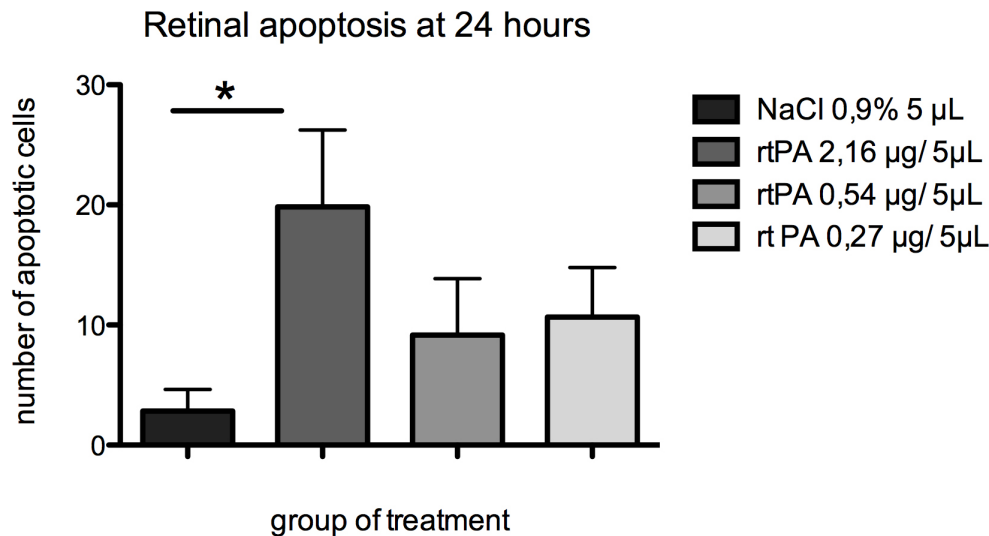 Retinal apoptosis at 24 hours
number of apoptotic cells
30
20
10
0
*
group of treatment
NaCl 0,9% 5 µL
rtPA 2,16 µg/ 5µL
rtPA 0,54 µg/ 5µL
rt PA 0,27 µg/ 5µL